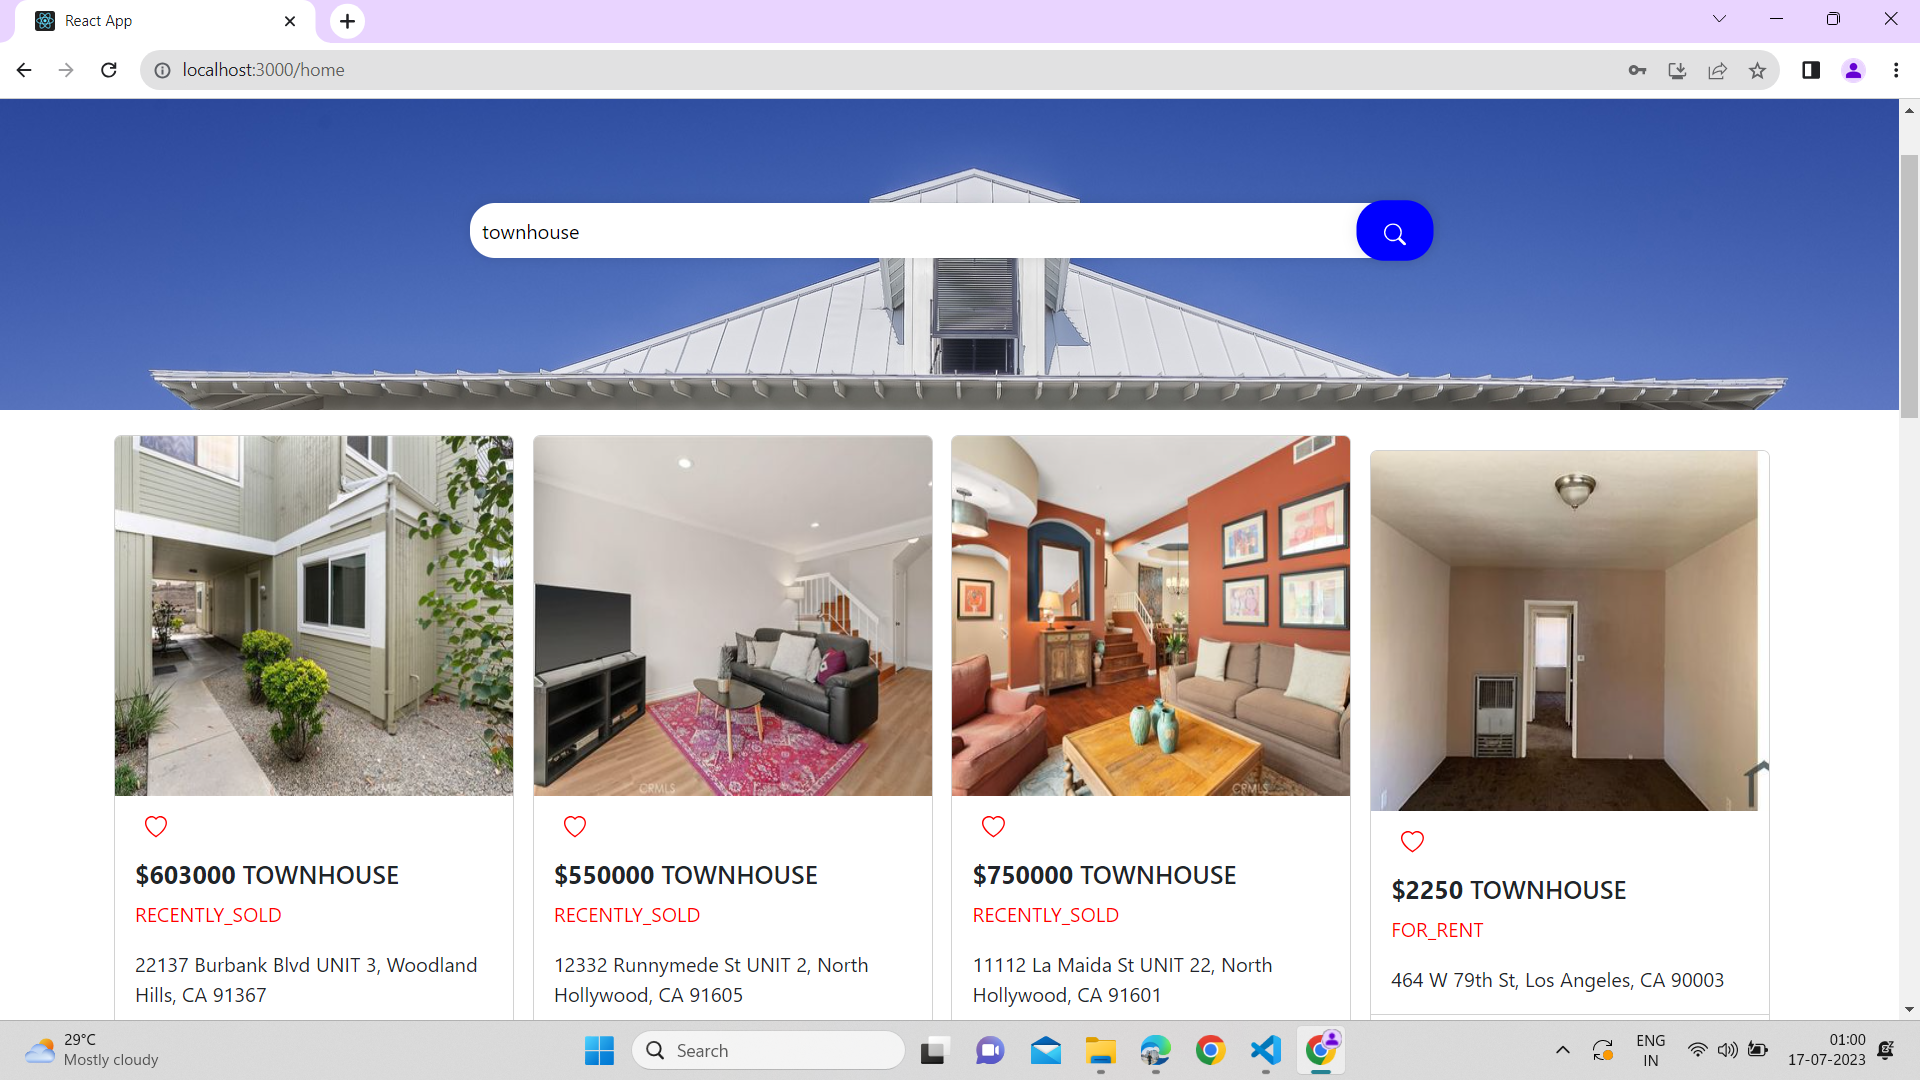 React App
localhost:3000/home
townhouse
CRMLS
CRMLS
CRMLS
$603000 TOWNHOUSE
RECENTLY_SOLD
22137 Burbank Blvd UNIT 3, Woodland
Hills, CA 91367
$550000 TOWNHOUSE
RECENTLY_SOLD
12332 Runnymede St UNIT 2, North
Hollywood, CA 91605
$750000 TOWNHOUSE
RECENTLY_SOLD
11112 La Maida St UNIT 22, North
Hollywood, CA 91601
$2250 TOWNHOUSE
FOR_RENT
464 W 79th St, Los Angeles, CA 90003
29°C
Mostly cloudy
Search
ENG
IN
01:00
17-07-2023